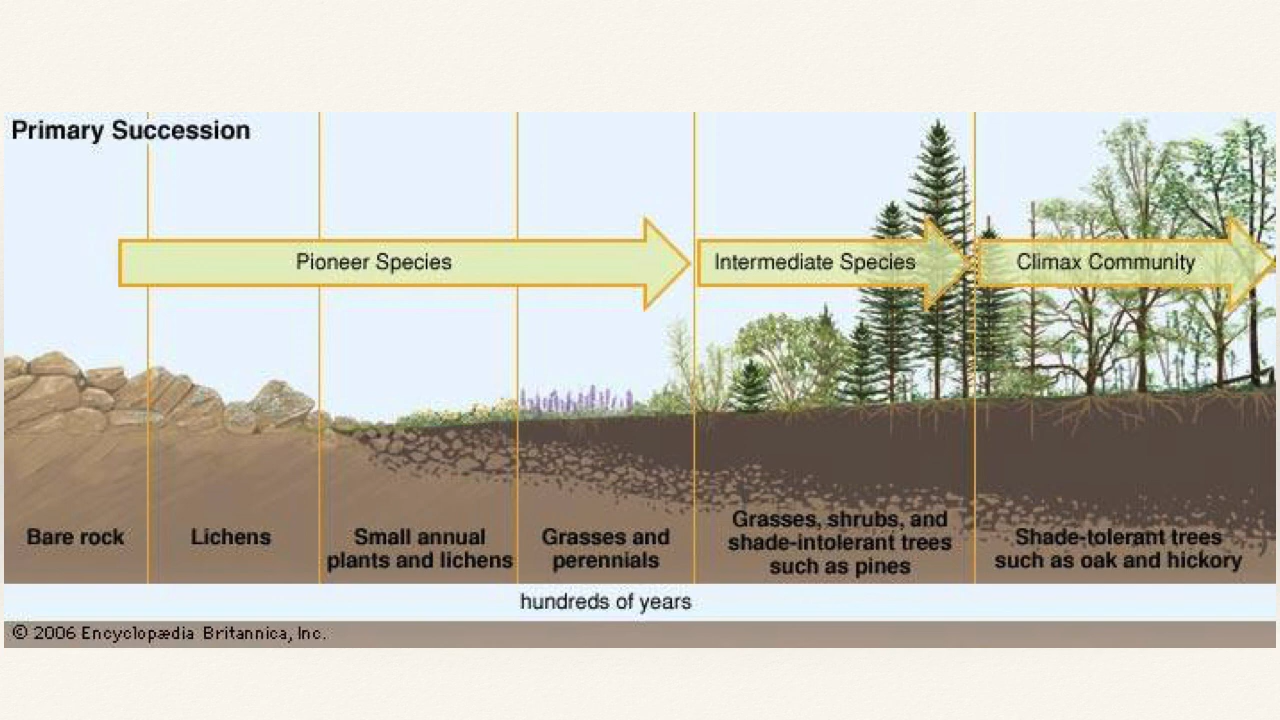 Primary Succession
Pioneer Species
Intermediate Species
Climax Community
Bare rock
Lichens
Small annual
plants and lichens
Grasses and
perennials
Grasses, shrubs, and
shade-intolerant trees
such as pines
Shade-tolerant trees
such as oak and hickory
hundreds of years
© 2006 Encyclopædia Britannica, Inc.